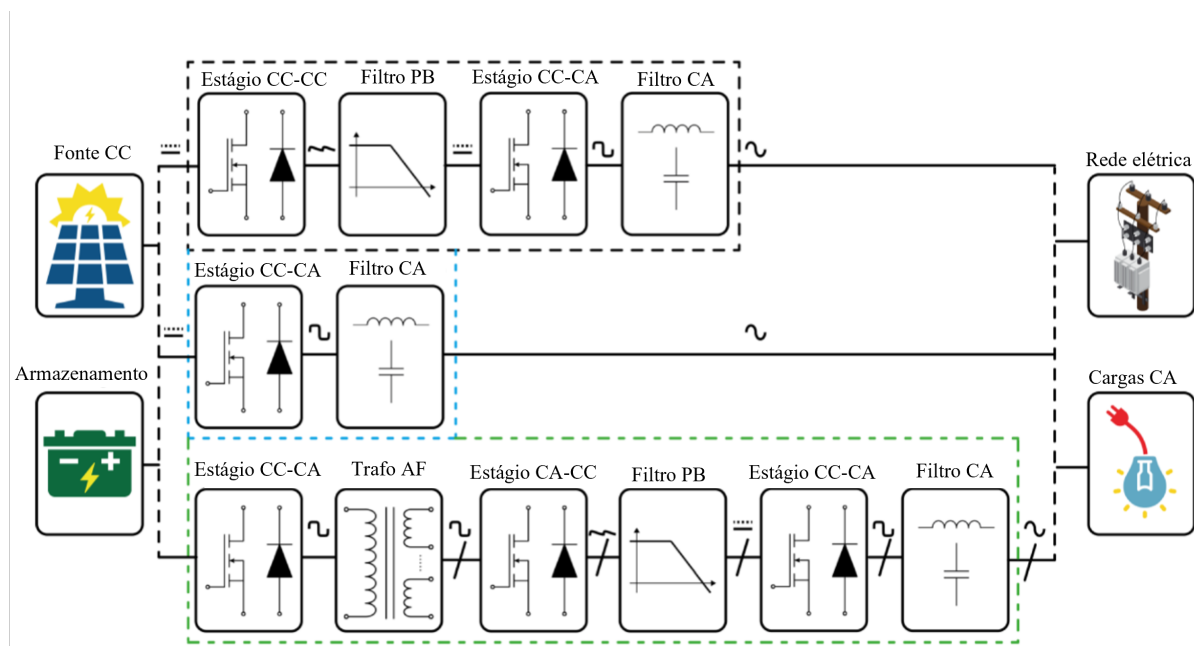 Estágio CC-CC
Filtro PB
Estágio CC-CA
Filtro CA
Fonte CC
Rede elétrica
Estágio CC-CA
Filtro CA
Armazenamento
Cargas CA
Estágio CC-CA
Trafo AF
Estágio CA-CC
Filtro PB
Estágio CC-CA
Filtro CA